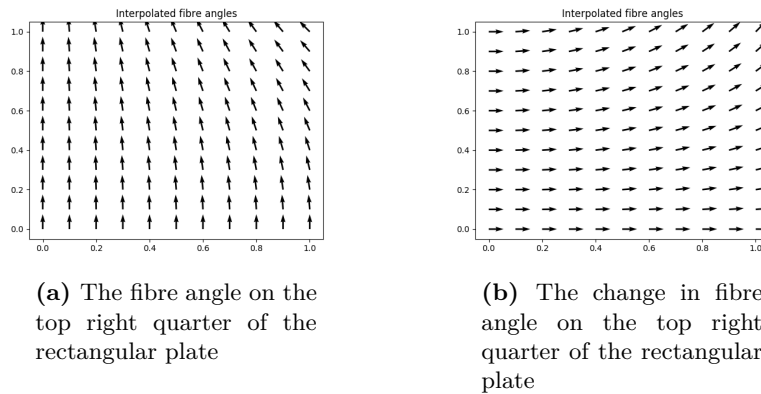 Interpolated fibre angles
1.0
0.8
0.6
0.4
0.2
0.0
0.0 0.2 0.4 0.6 0.8 1.0
(a) The fibre angle on the
top right quarter of the
rectangular plate
Interpolated fibre angles
1.0
0.8
0.6
0.4
0.2
0.0
0.0 0.2 0.4 0.6 0.8 1.0
(b) The change in fibre
angle on the top right
quarter of the rectangular
plate